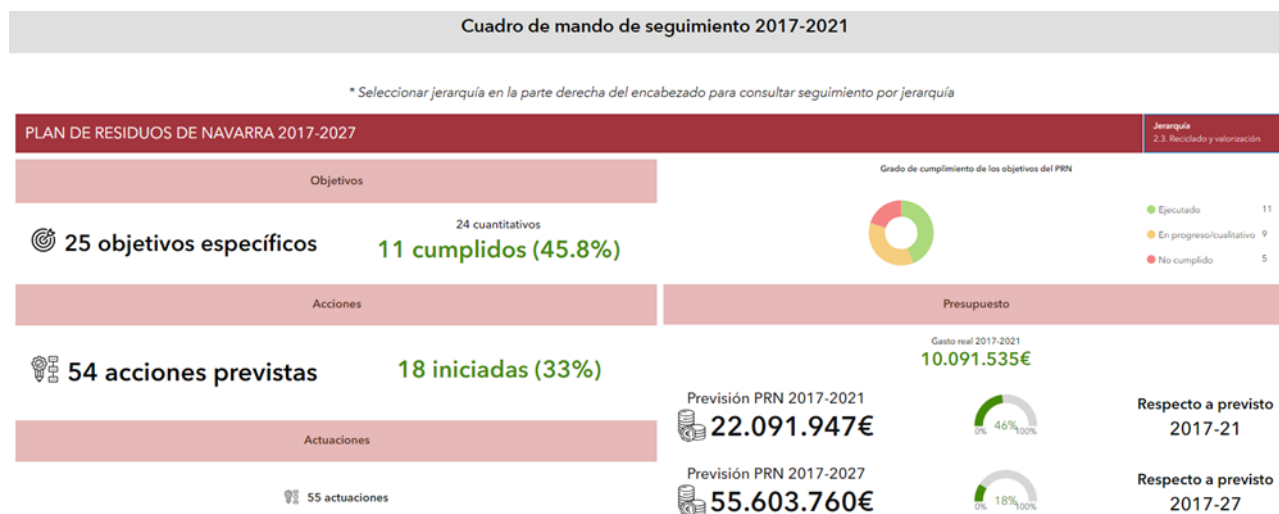 Cuadro de mando de seguimiento 2017-2021
* Seleccionar jerarquía en la parte derecha del encabezado para consultar seguimiento por jerarquía
PLAN DE RESIDUOS DE NAVARRA 2017-2027
Jerarquía
2.3. Reciclado y valorización
Objetivos
25 objetivos específicos
24 cuantitativos
11 cumplidos (45.8%)
Grado de cumplimiento de los objetivos del PRN
Ejecutado 11
En progreso/cualitativo 9
No cumplido 5
Acciones
54 acciones previstas
18 iniciadas (33%)
Actuaciones
55 actuaciones
Presupuesto
Gasto real 2017-2021
10.091.535€
Previsión PRN 2017-2021
22.091.947€
0% 46% 100%
Respecto a previsto
2017-21
Previsión PRN 2017-2027
55.603.760€
0% 18% 100%
Respecto a previsto
2017-27